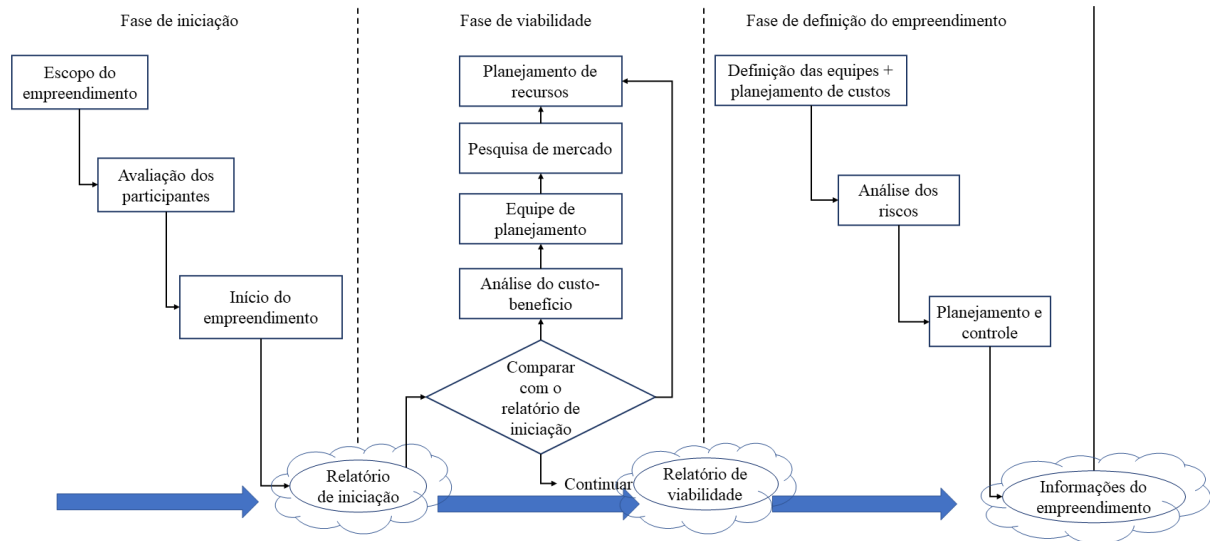 Fase de iniciação
Escopo do
empreendimento
Avaliação dos
participantes
Início do
empreendimento
Relatório
de iniciação
Fase de viabilidade
Planejamento de
recursos
Pesquisa de mercado
Equipe de
planejamento
Análise do custo-
benefício
Comparar
com o
relatório de
iniciação
Continuar
Relatório de
viabilidade
Fase de definição do empreendimento
Definição das equipes +
planejamento de custos
Análise dos
riscos
Planejamento e
controle
Informações do
empreendimento